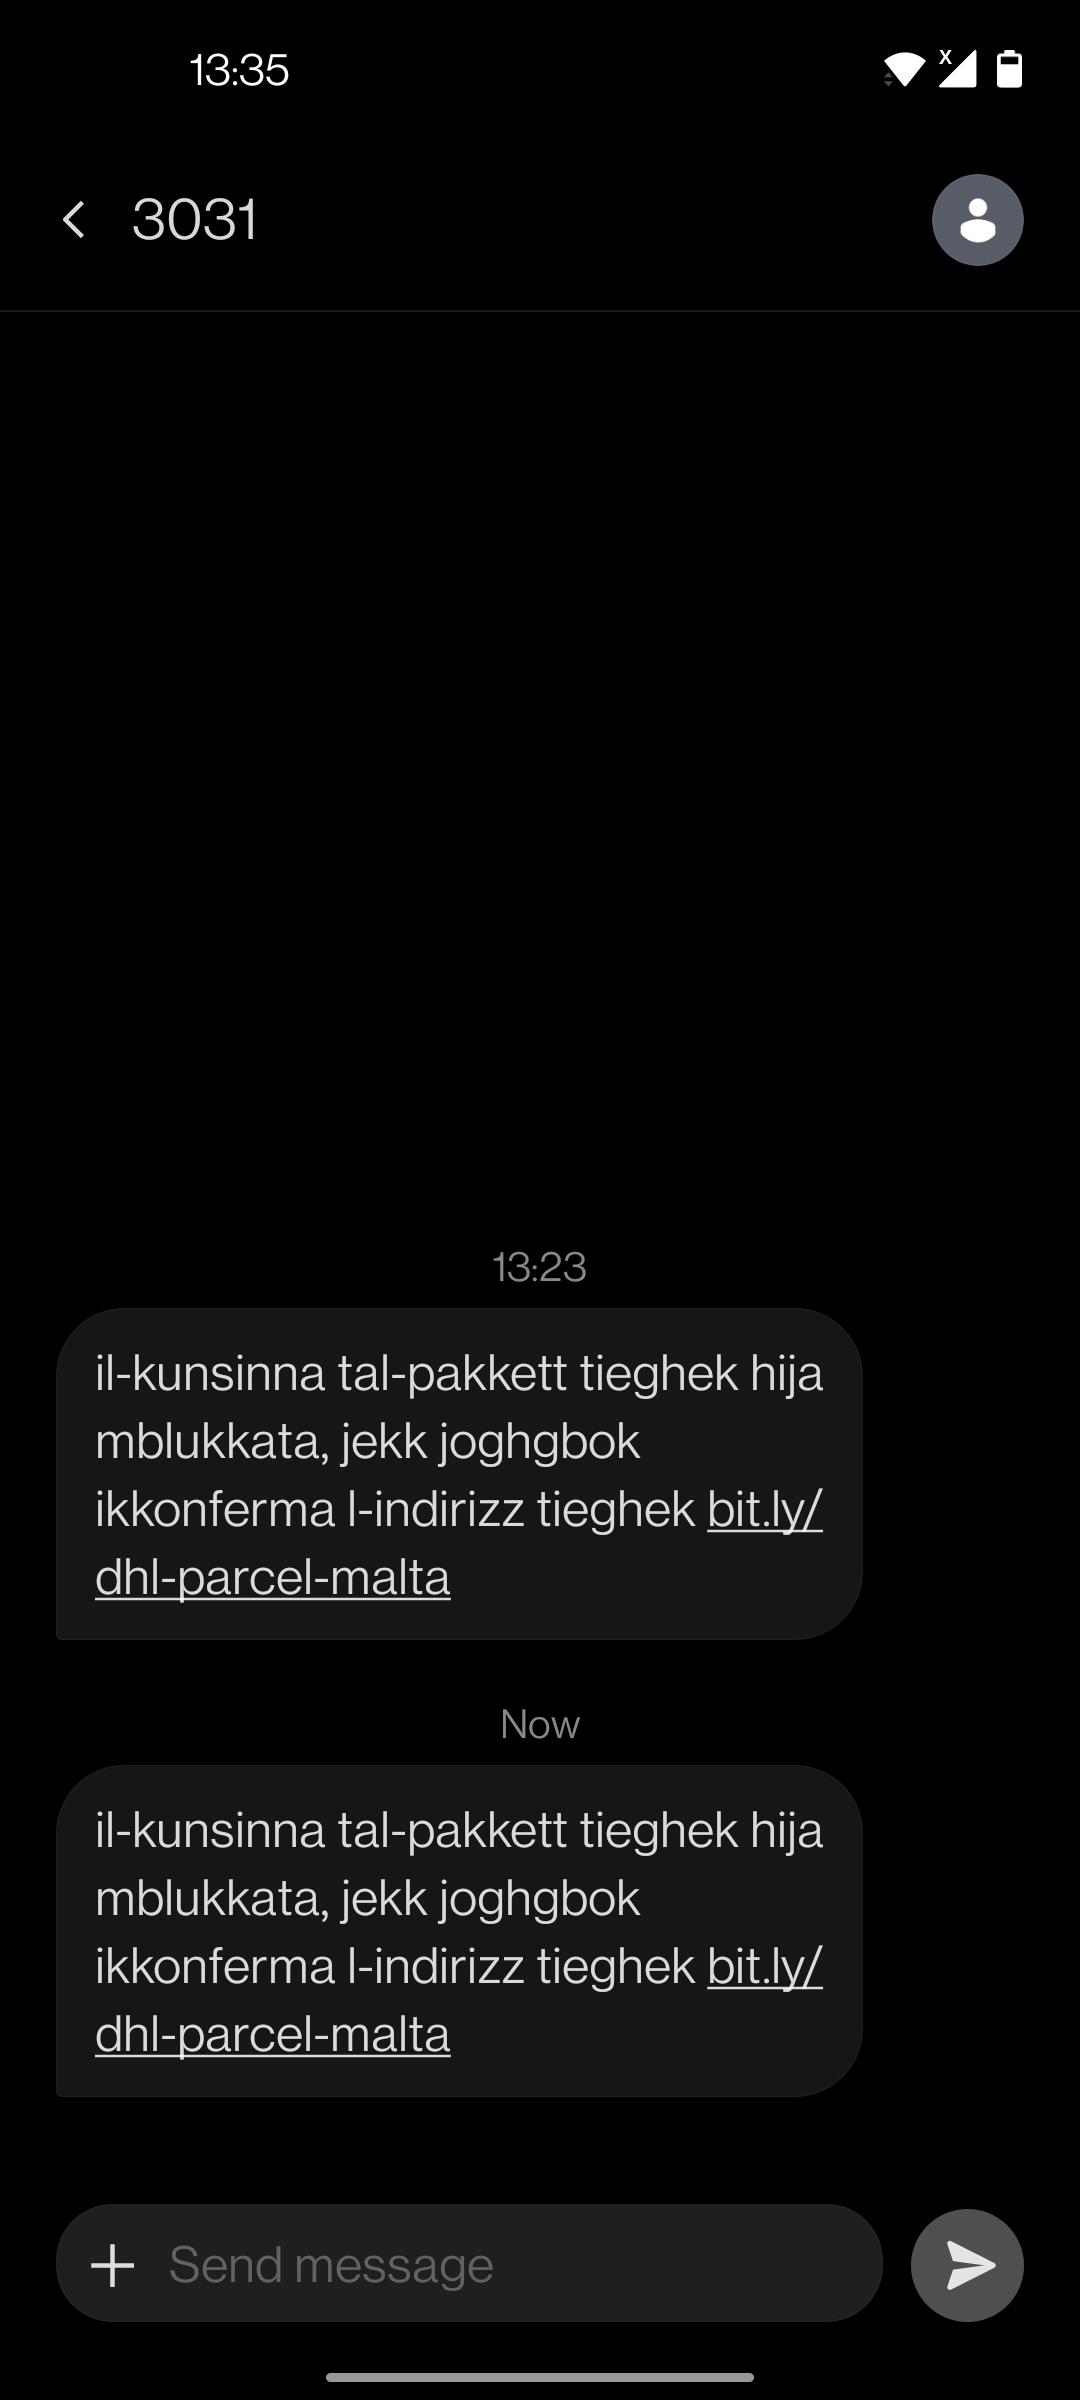 13:35
X
3031
13:23
il-kunsinna tal-pakkett tieghek hija
mblukkata, jekk joghgbok
ikkonferma l-indirizz tieghek bit.ly/
dhl-parcel-malta
Now
il-kunsinna tal-pakkett tieghek hija
mblukkata, jekk joghgbok
ikkonferma l-indirizz tieghek bit.ly/
dhl-parcel-malta
Send message